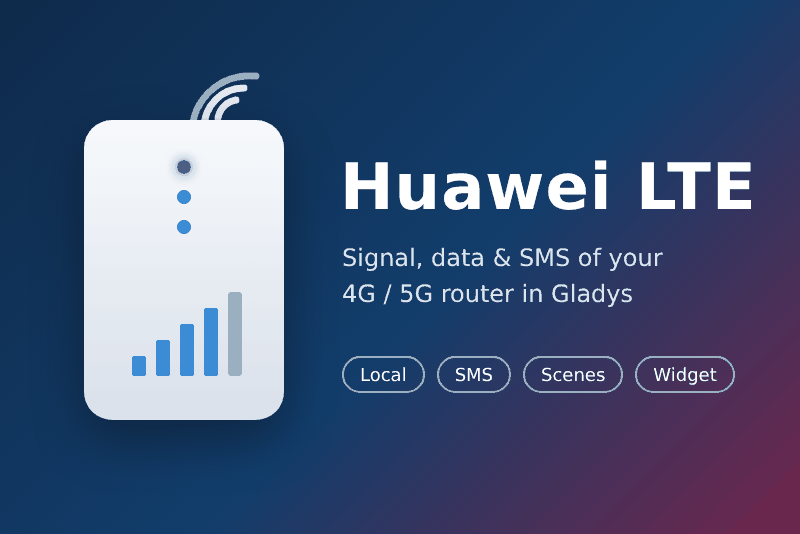 Huawei LTE
Signal, data & SMS of your
4G / 5G router in Gladys
Local SMS Scenes Widget